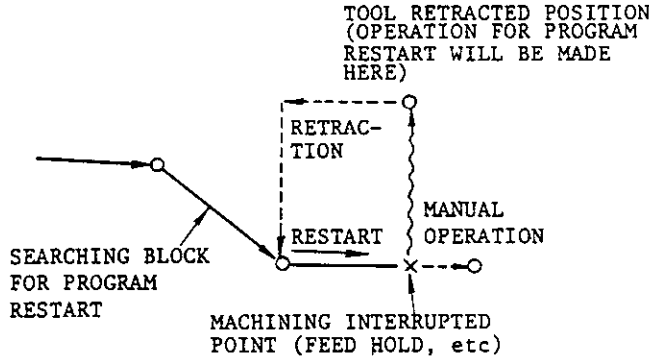 TOOL RETRACTED POSITION
(OPERATION FOR PROGRAM
RESTART WILL BE MADE
HERE)
RETRAC-
TION
MANUAL
OPERATION
RESTART
SEARCHING BLOCK
FOR PROGRAM
RESTART
MACHINING INTERRUPTED
POINT (FEED HOLD, etc)